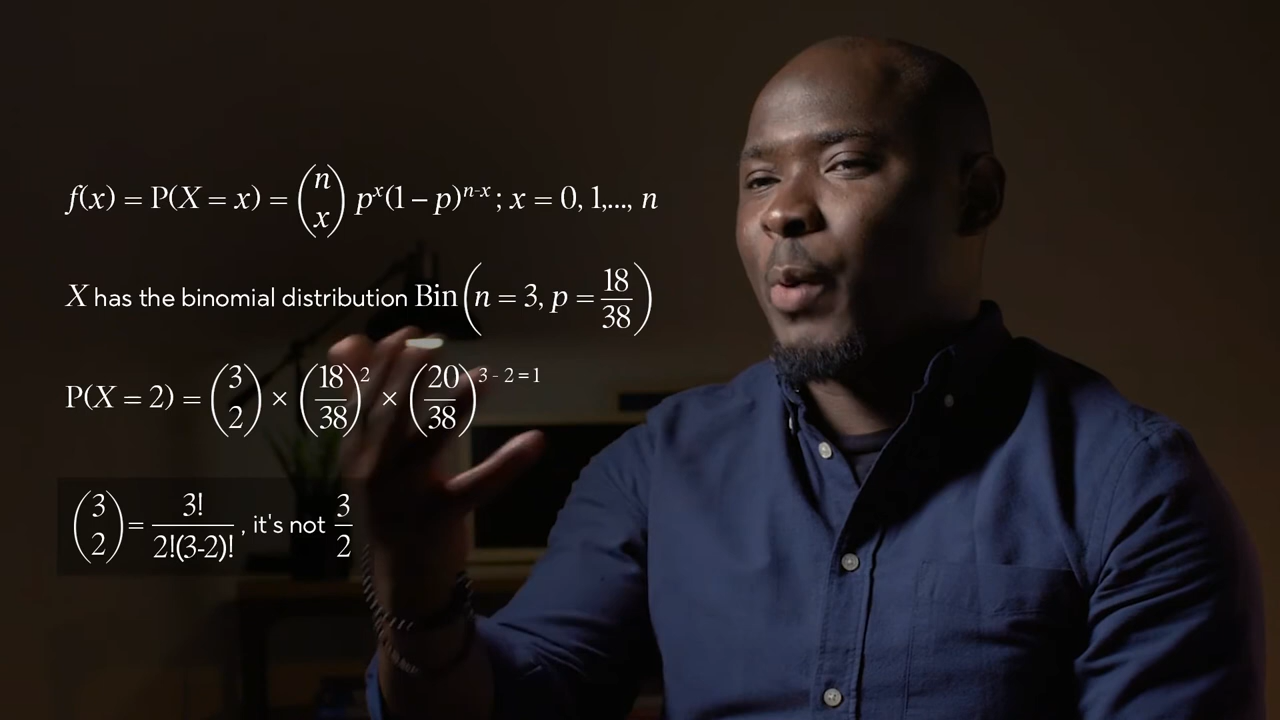 f(x) = P(X = x) = (n x) pˣ(1 – p)ⁿ⁻ˣ ; x = 0, 1,..., n
X has the binomial distribution Bin(n = 3, p = 18/38)
P(X = 2) = (3 2) × (18/38)² × (20/38)^3 - 2 = 1
(3 2) = 3!/2!(3-2)! , it's not 3/2